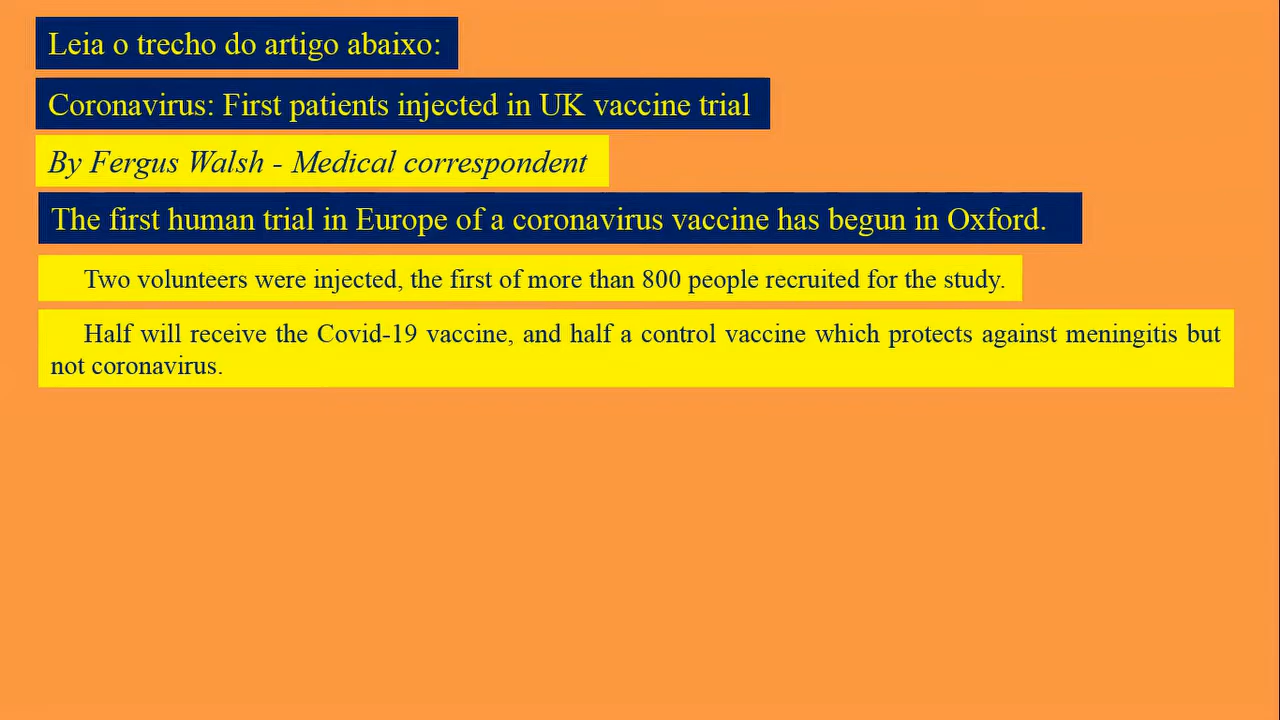 Leia o trecho do artigo abaixo:
Coronavirus: First patients injected in UK vaccine trial
By Fergus Walsh - Medical correspondent
The first human trial in Europe of a coronavirus vaccine has begun in Oxford.
Two volunteers were injected, the first of more than 800 people recruited for the study.
Half will receive the Covid-19 vaccine, and half a control vaccine which protects against meningitis but
not coronavirus.